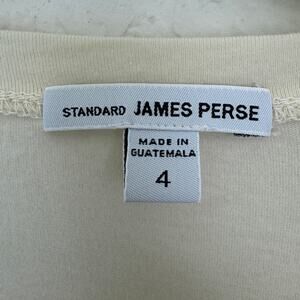 STANDARD JAMES PERSE
MADE IN
GUATEMALA
4